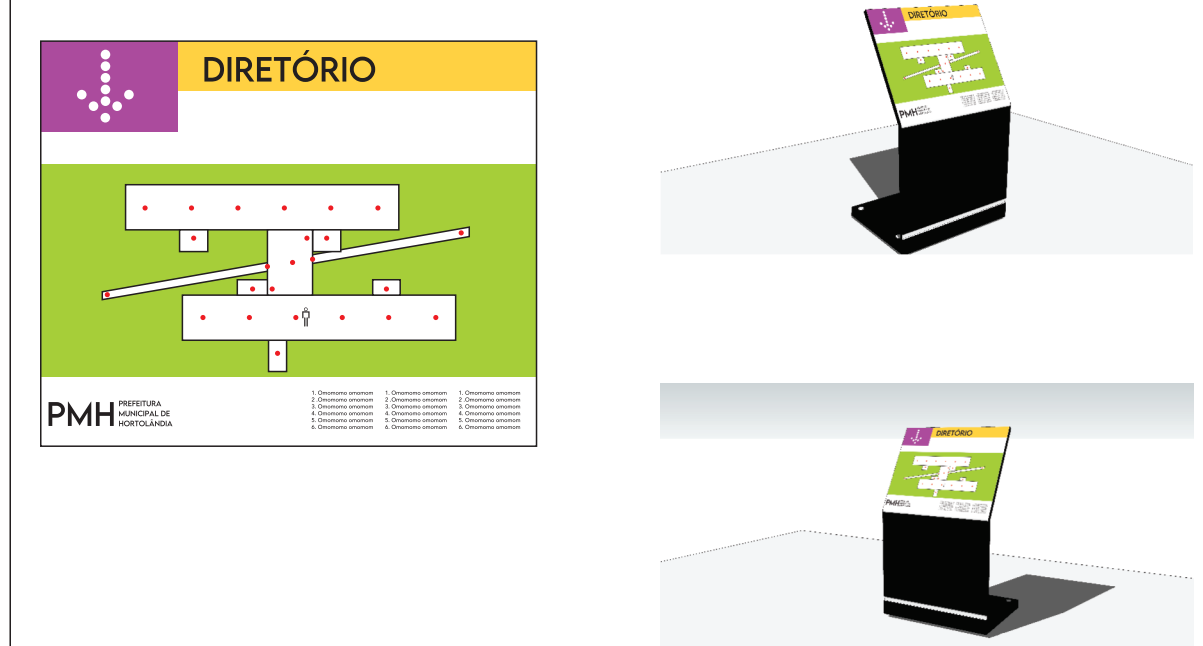 DIRETÓRIO
PMH
PREFEITURA
MUNICIPAL DE
HORTOLÂNDIA
1. Omomomo omomom 1. Omomomo omomom 1. Omomomo omomom
2 .Omomomo omomom 2 .Omomomo omomom 2 .Omomomo omomom
3. Omomomo omomom 3. Omomomo omomom 3. Omomomo omomom
4. Omomomo omomom 4. Omomomo omomom 4. Omomomo omomom
5. Omomomo omomom 5. Omomomo omomom 5. Omomomo omomom
6. Omomomo omomom 6. Omomomo omomom 6. Omomomo omomom
DIRETÓRIO
PMH
DIRETÓRIO
PMH